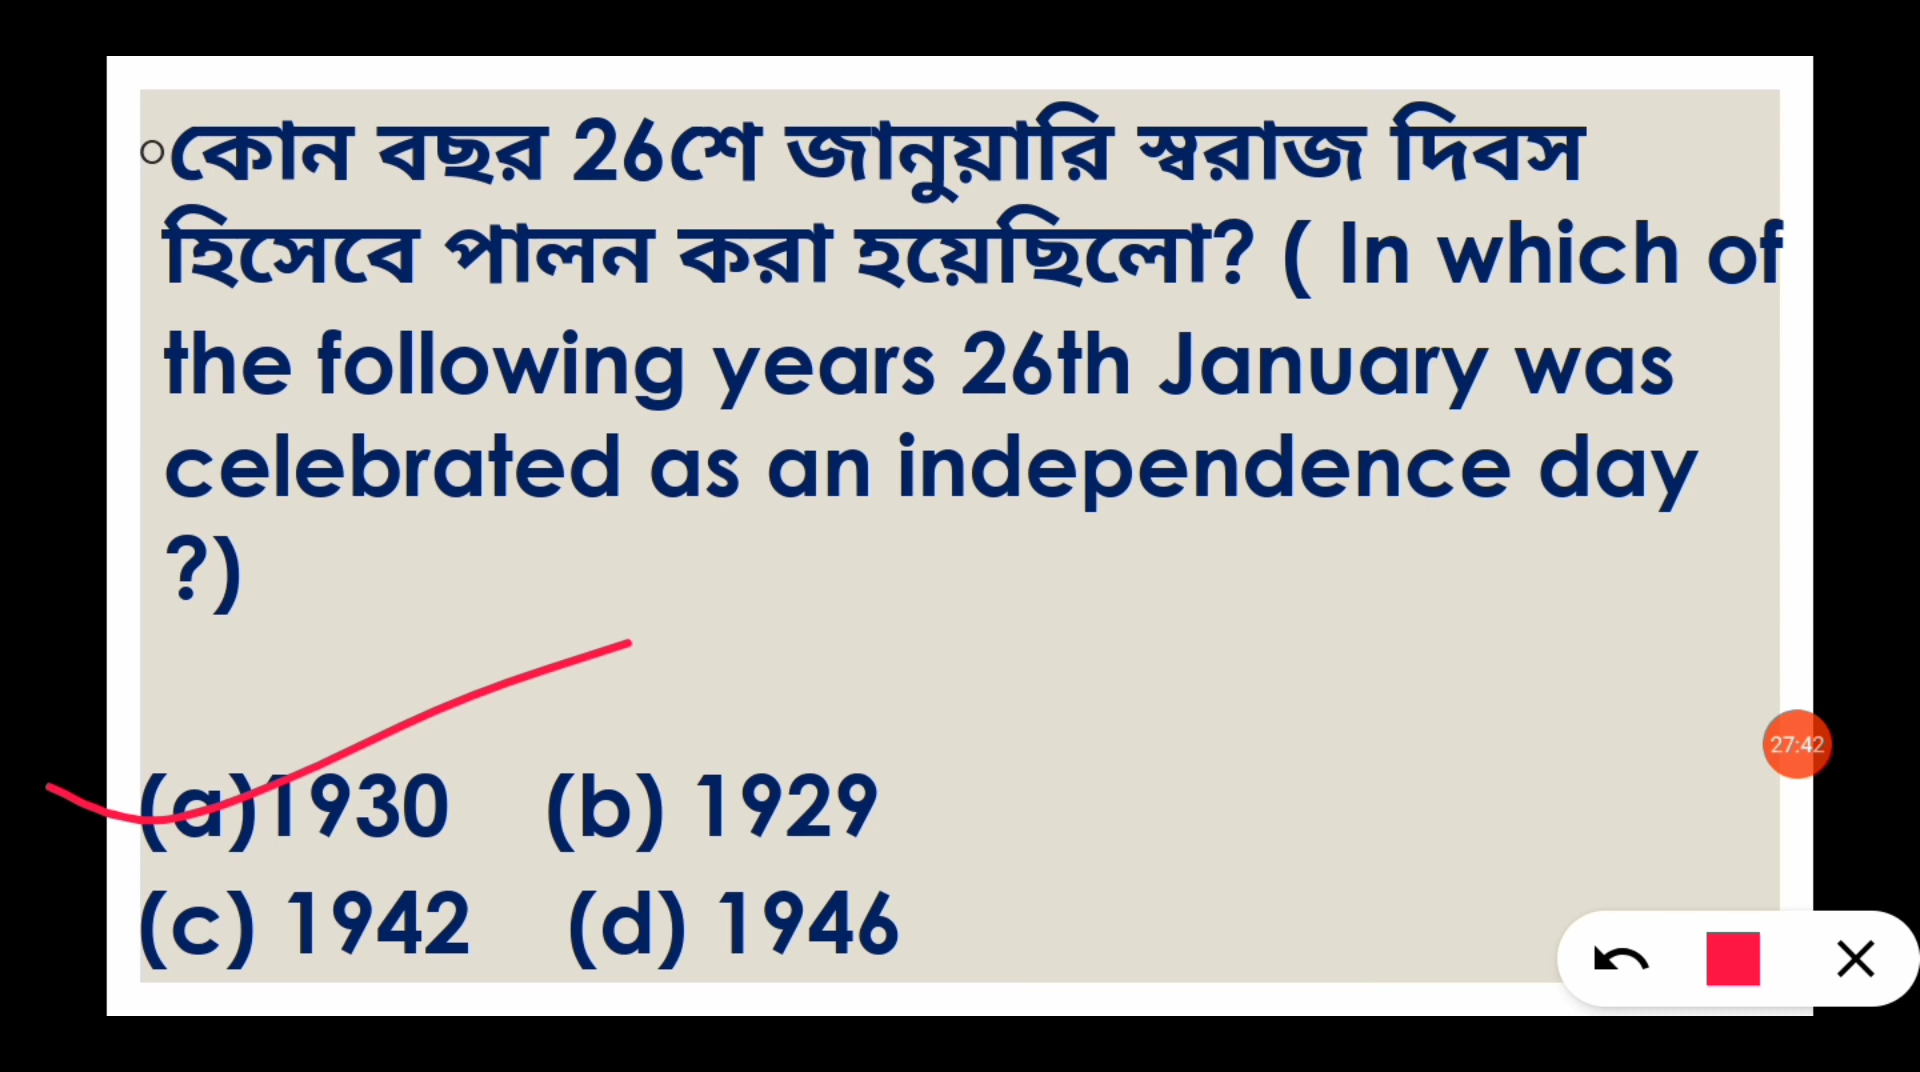 কোন বছর 26শে জানুয়ারি স্বরাজ দিবস
হিসেবে পালন করা হয়েছিলো? ( In which of
the following years 26th January was
celebrated as an independence day
?)
(a)1930 (b) 1929
(c) 1942 (d) 1946
27:42